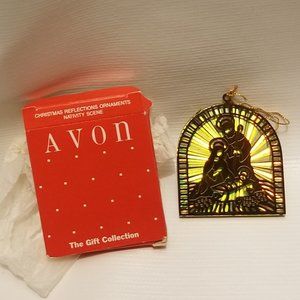 CHRISTMAS REFLECTIONS ORNAMENTS
NATIVITY SCENE
AVON
The Gift Collection